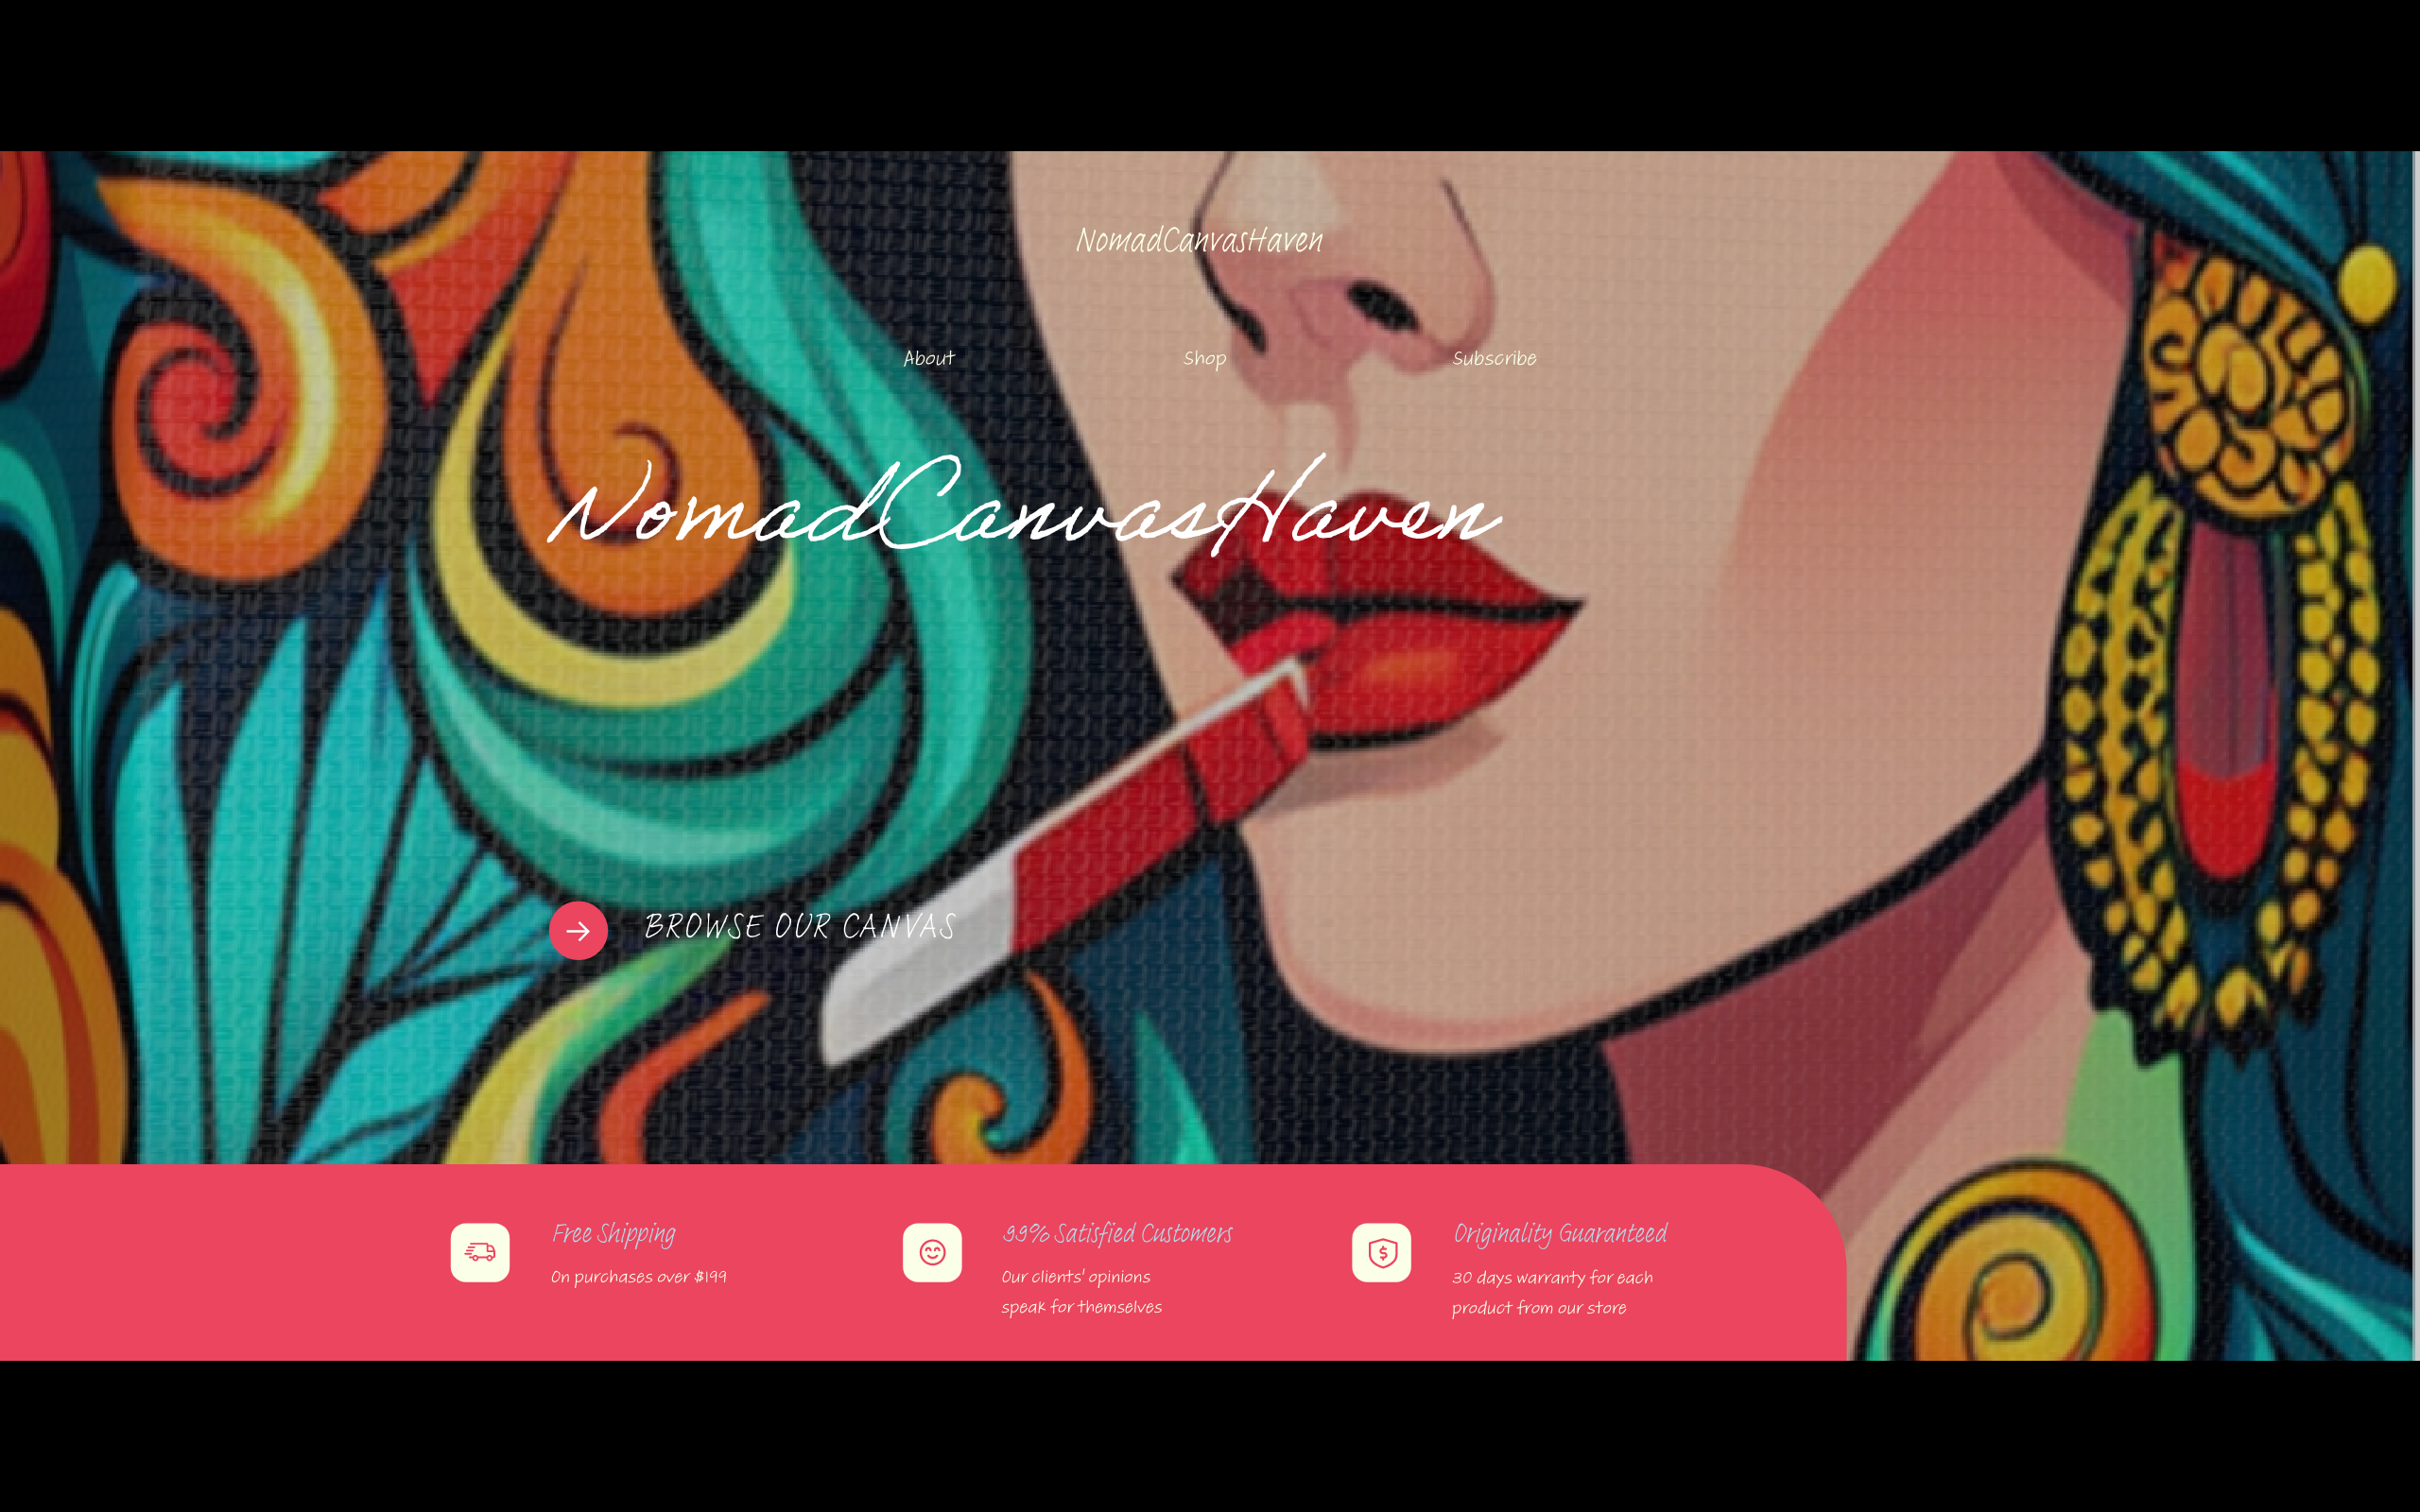 NomadCanvasHaven
About Shop Subscribe
NomadCanvasHaven
BROWSE OUR CANVAS
Free Shipping
On purchases over $199
99% Satisfied Customers
Our clients' opinions
speak for themselves
Originality Guaranteed
30 days warranty for each
product from our store